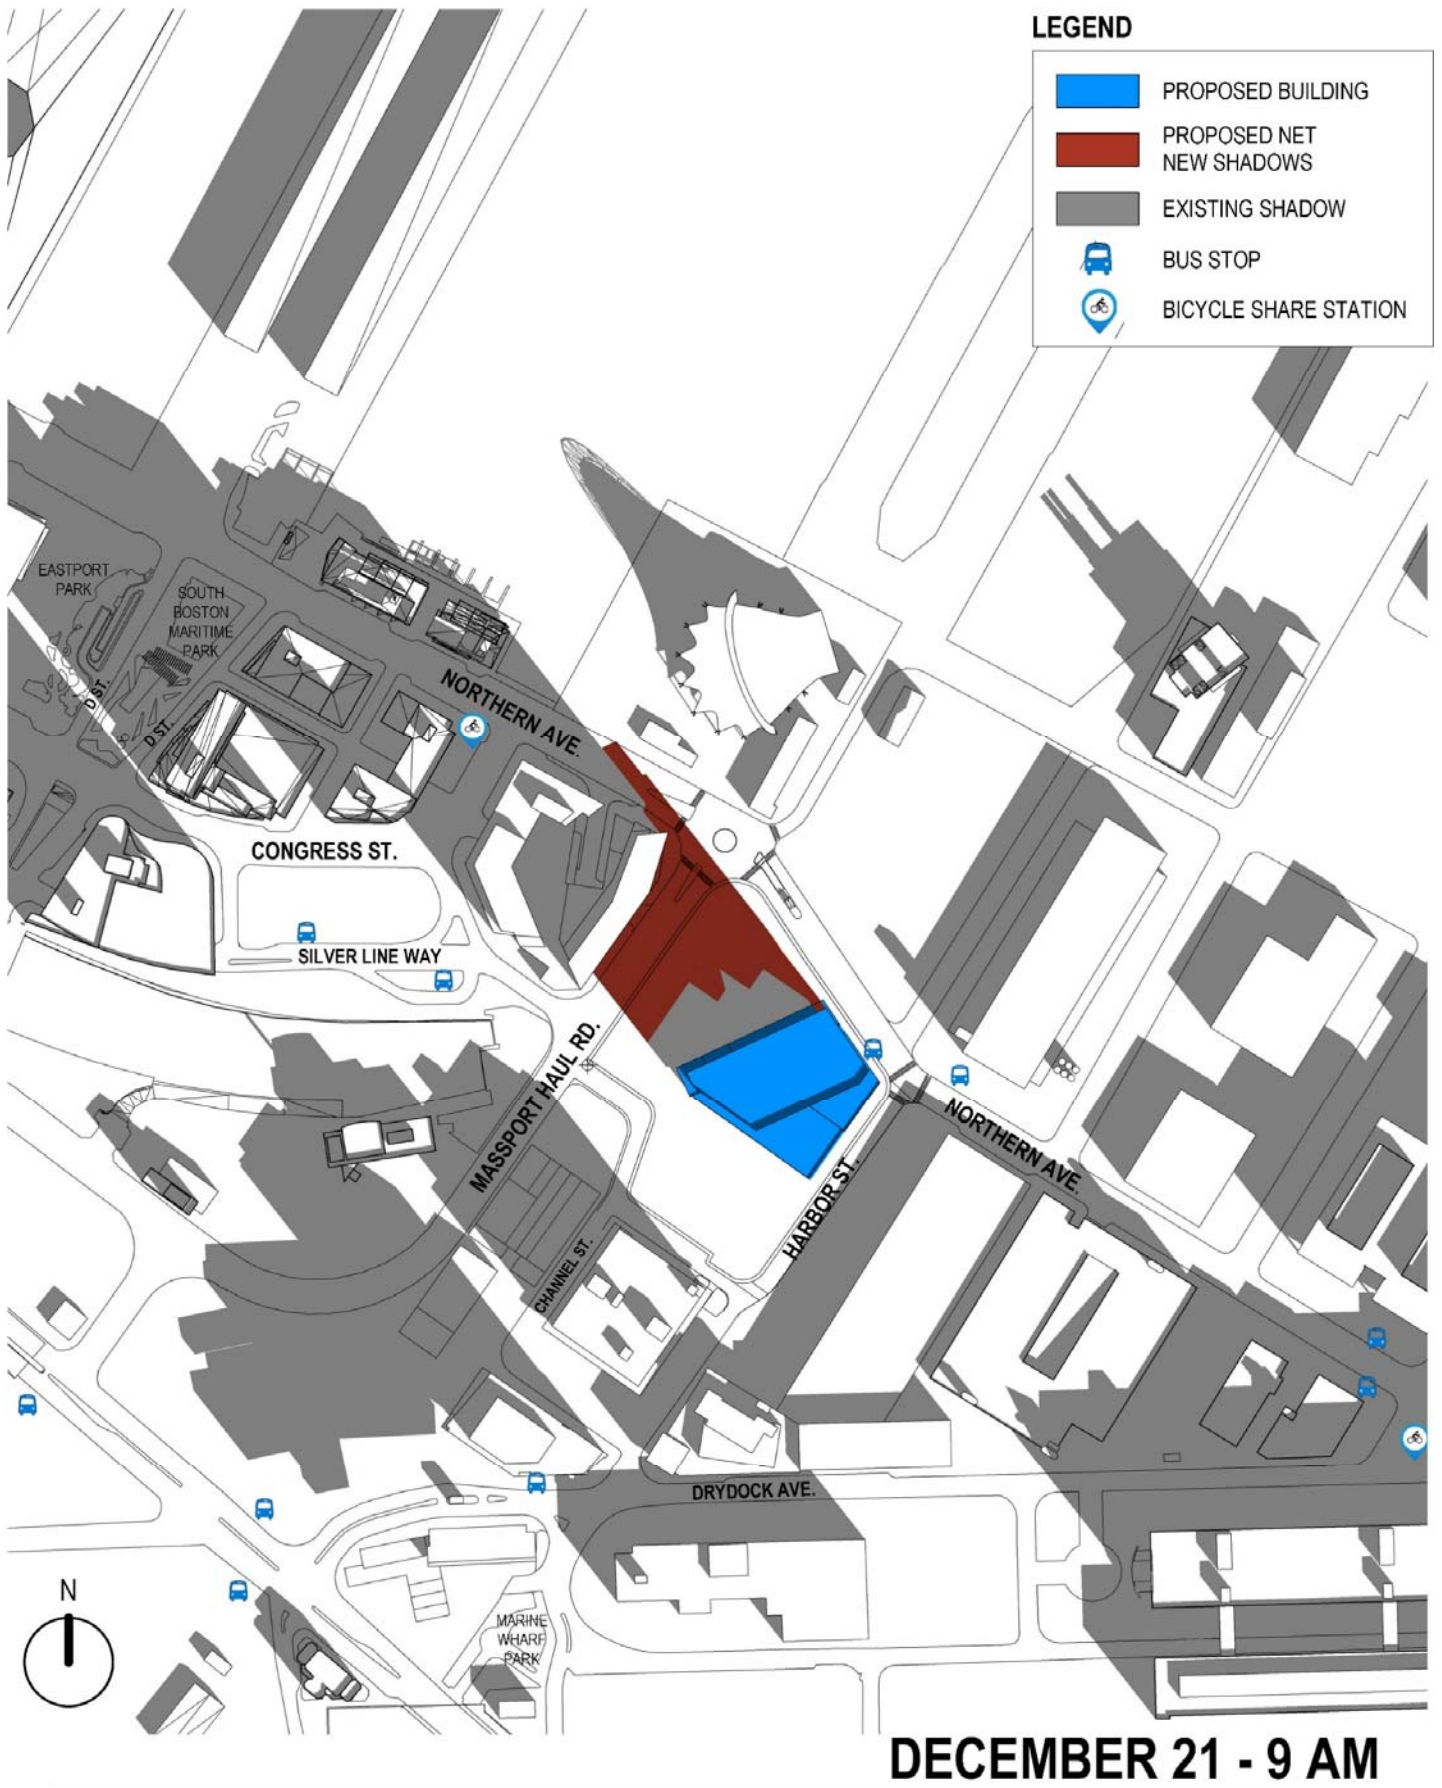 LEGEND
PROPOSED BUILDING
PROPOSED NET
NEW SHADOWS
EXISTING SHADOW
BUS STOP
BICYCLE SHARE STATION
EASTPORT
PARK
SOUTH
BOSTON
MARITIME
PARK
D ST.
D ST.
NORTHERN AVE.
CONGRESS ST.
SILVER LINE WAY
MASSPORT HAUL RD.
NORTHERN AVE.
HARBOR ST.
CHANNEL ST.
DRYDOCK AVE.
N
MARINE
WHARF
PARK
DECEMBER 21 - 9 AM